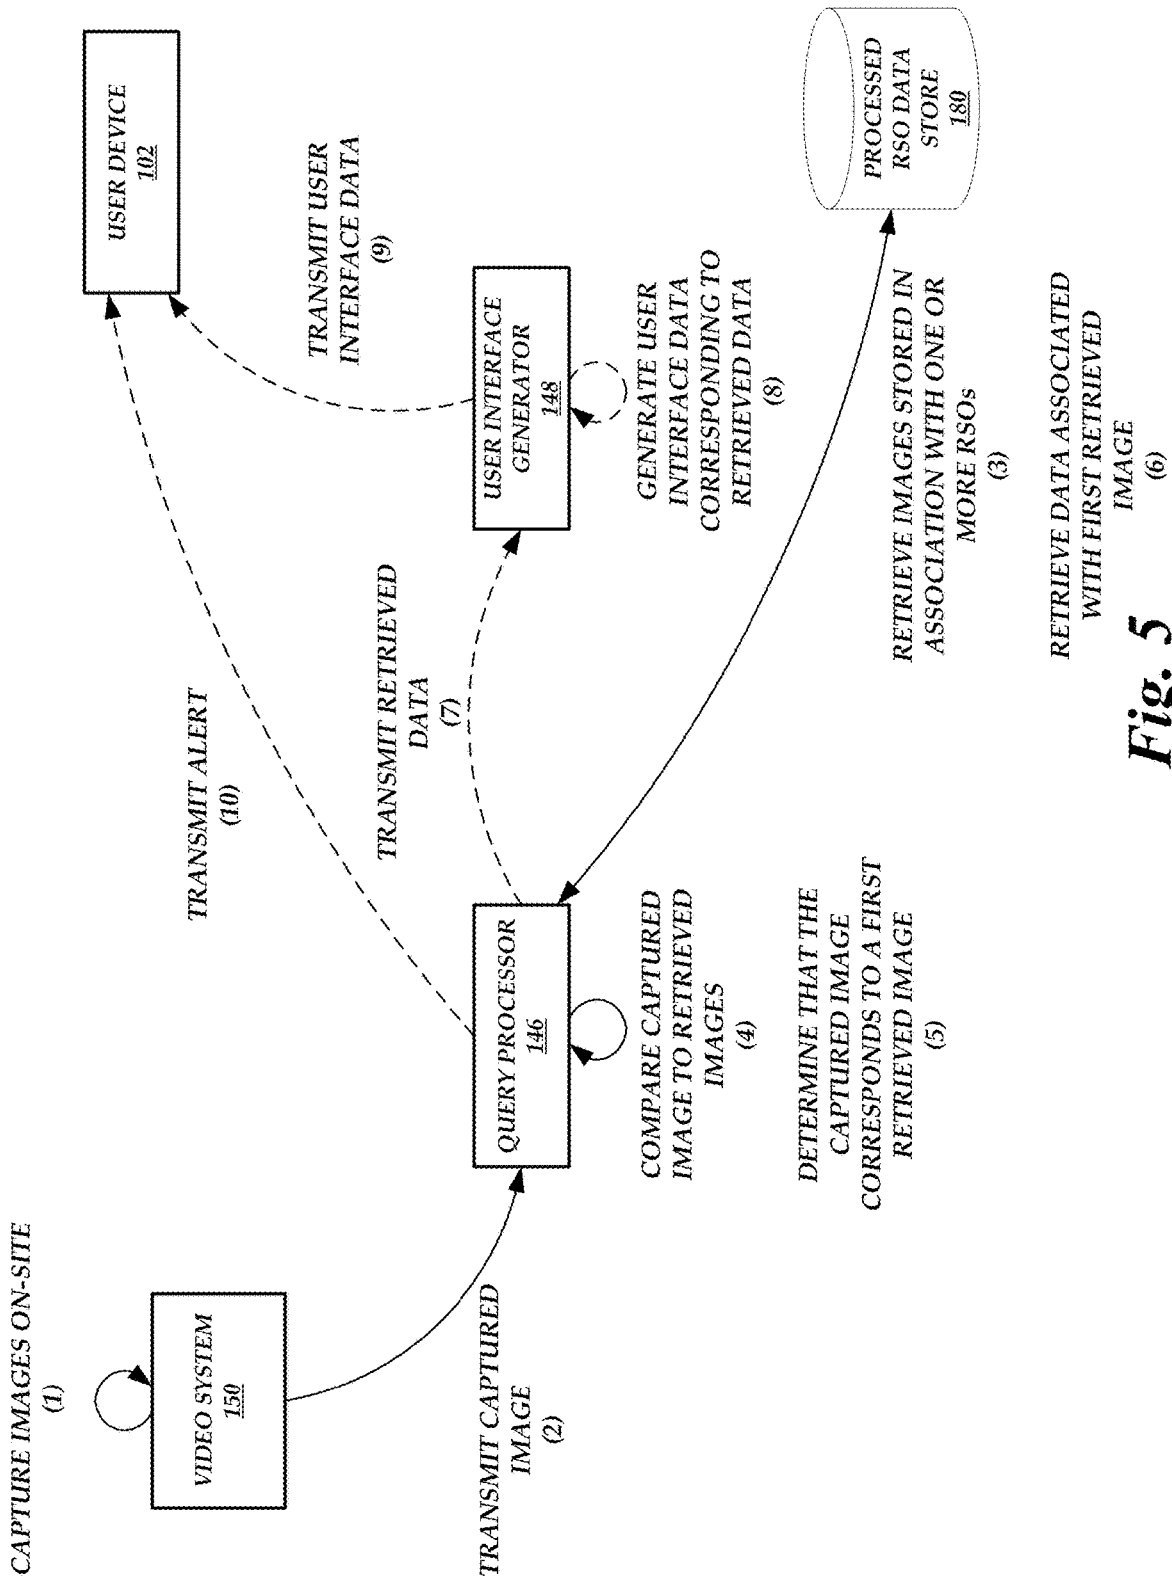 CAPTURE IMAGES ON-SITE
(1)
VIDEO SYSTEM
150
TRANSMIT CAPTURED
IMAGE
(2)
QUERY PROCESSOR
146
COMPARE CAPTURED
IMAGE TO RETRIEVED
IMAGES
(4)
DETERMINE THAT THE
CAPTURED IMAGE
CORRESPONDS TO A FIRST
RETRIEVED IMAGE
(5)
TRANSMIT ALERT
(10)
TRANSMIT RETRIEVED
DATA
(7)
USER INTERFACE
GENERATOR
148
GENERATE USER
INTERFACE DATA
CORRESPONDING TO
RETRIEVED DATA
(8)
TRANSMIT USER
INTERFACE DATA
(9)
USER DEVICE
102
PROCESSED
RSO DATA
STORE
180
RETRIEVE IMAGES STORED IN
ASSOCIATION WITH ONE OR
MORE RSOs
(3)
RETRIEVE DATA ASSOCIATED
WITH FIRST RETRIEVED
IMAGE
(6)
Fig. 5